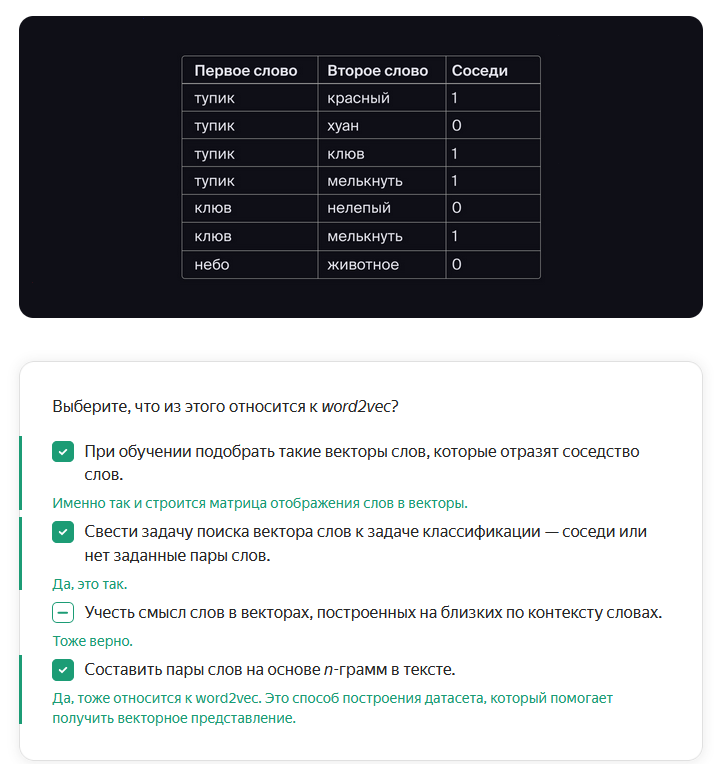 Первое слово Второе слово Соседи
тупик красный 1
тупик хуан 0
тупик клюв 1
тупик мелькнуть 1
клюв нелепый 0
клюв мелькнуть 1
небо животное 0
Выберите, что из этого относится к word2vec?
При обучении подобрать такие векторы слов, которые отразят соседство
слов.
Именно так и строится матрица отображения слов в векторы.
Свести задачу поиска вектора слов к задаче классификации — соседи или
нет заданные пары слов.
Да, это так.
Учесть смысл слов в векторах, построенных на близких по контексту словах.
Тоже верно.
Составить пары слов на основе n-грамм в тексте.
Да, тоже относится к word2vec. Это способ построения датасета, который помогает
получить векторное представление.